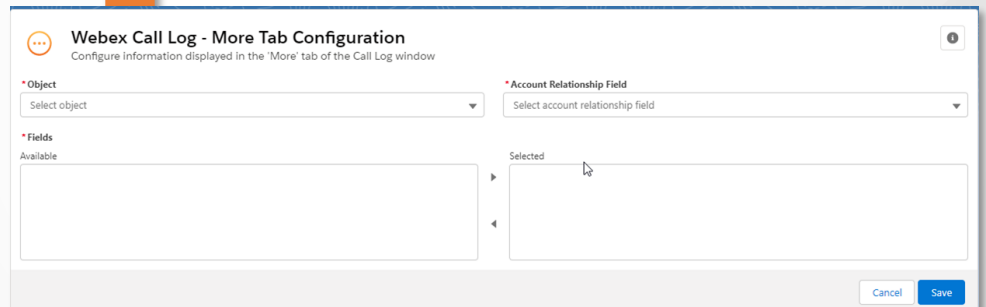 Webex Call Log - More Tab Configuration
Configure information displayed in the 'More' tab of the Call Log window
* Object
* Account Relationship Field
Select object
Select account relationship field
* Fields
Available
Selected
Cancel
Save